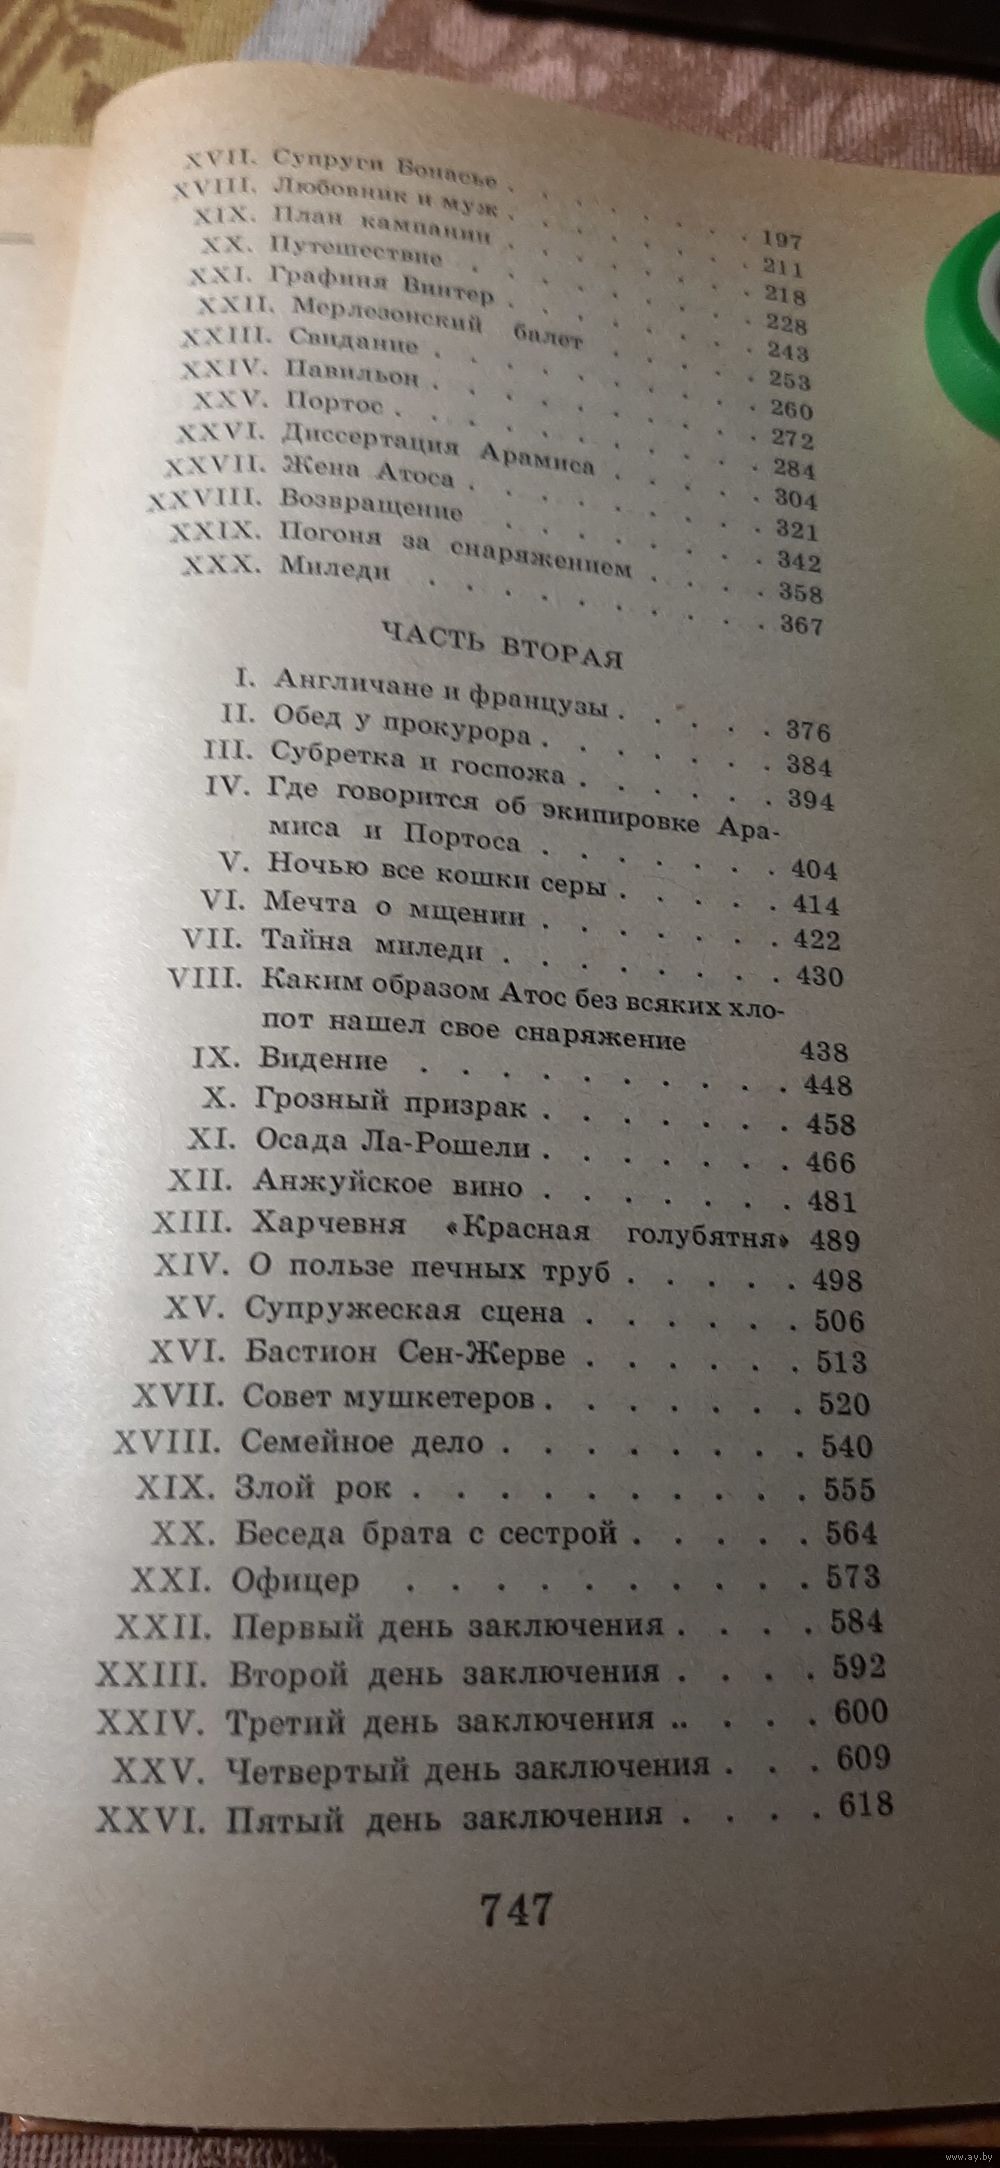 XVII. Супруги Бонасье . . . . . . . 197
XVIII. Любовник и муж . . . . . . . 211
XIX. План кампании . . . . . . . 218
XX. Путешествие . . . . . . . . 228
XXI. Графиня Винтер . . . . . . . 243
XXII. Мерлезонский балет . . . . . 253
XXIII. Свидание . . . . . . . . . 260
XXIV. Павильон . . . . . . . . . 272
XXV. Портос . . . . . . . . . . 284
XXVI. Диссертация Арамиса . . . . . 304
XXVII. Жена Атоса . . . . . . . . 321
XXVIII. Возвращение . . . . . . . 342
XXIX. Погоня за снаряжением . . . . 358
XXX. Миледи . . . . . . . . . 367
ЧАСТЬ ВТОРАЯ
I. Англичане и французы . . . . . 376
II. Обед у прокурора . . . . . . . 384
III. Субретка и госпожа . . . . . . 394
IV. Где говорится об экипировке Ара-
миса и Портоса . . . . . . . 404
V. Ночью все кошки серы . . . . . 414
VI. Мечта о мщении . . . . . . . 422
VII. Тайна миледи . . . . . . . . 430
VIII. Каким образом Атос без всяких хло-
пот нашел свое снаряжение 438
IX. Видение . . . . . . . . . . 448
X. Грозный призрак . . . . . . . 458
XI. Осада Ла-Рошели . . . . . . . 466
XII. Анжуйское вино . . . . . . . 481
XIII. Харчевня «Красная голубятня» 489
XIV. О пользе печных труб . . . . . 498
XV. Супружеская сцена . . . . . . 506
XVI. Бастион Сен-Жерве . . . . . . 513
XVII. Совет мушкетеров . . . . . . . 520
XVIII. Семейное дело . . . . . . . . 540
XIX. Злой рок . . . . . . . . . . 555
XX. Беседа брата с сестрой . . . . . 564
XXI. Офицер . . . . . . . . . . 573
XXII. Первый день заключения . . . . 584
XXIII. Второй день заключения . . . . 592
XXIV. Третий день заключения .. . . . 600
XXV. Четвертый день заключения . . . 609
XXVI. Пятый день заключения . . . . 618
747
www.ay.by